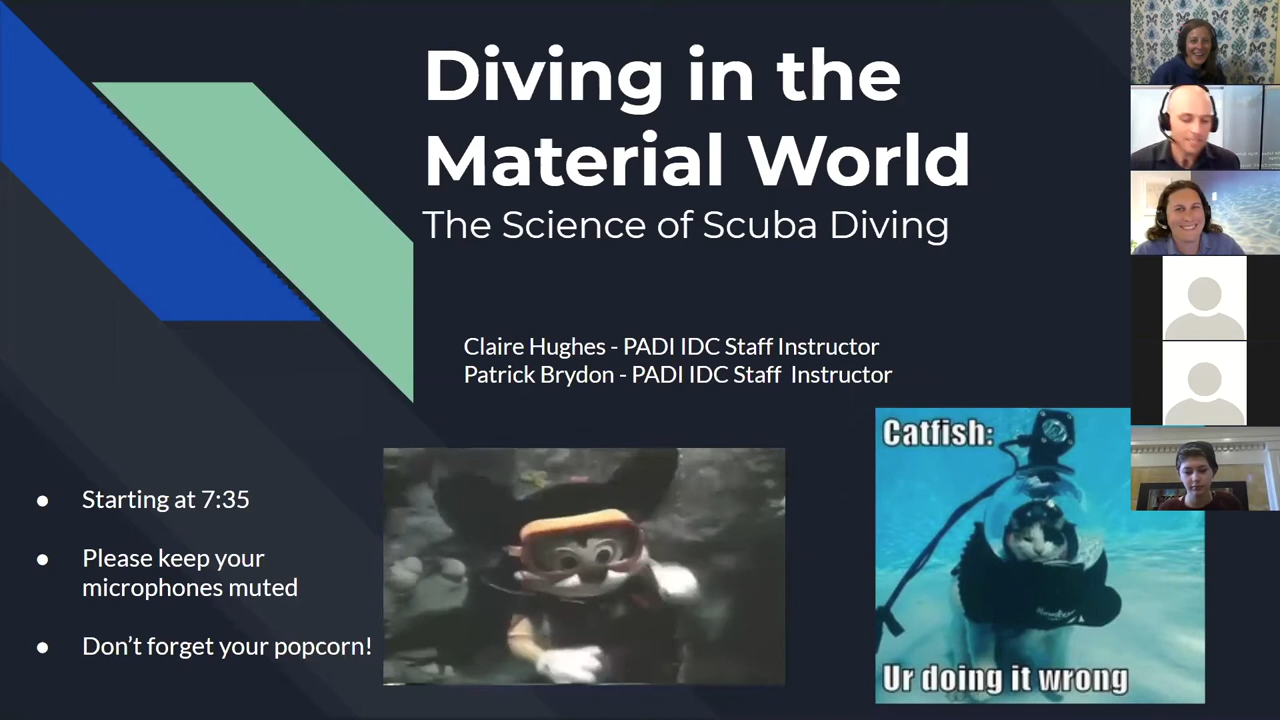 Diving in the
Material World
The Science of Scuba Diving
Claire Hughes - PADI IDC Staff Instructor
Patrick Brydon - PADI IDC Staff Instructor
Starting at 7:35
Please keep your
microphones muted
Don't forget your popcorn!
Catfish:
Ur doing it wrong